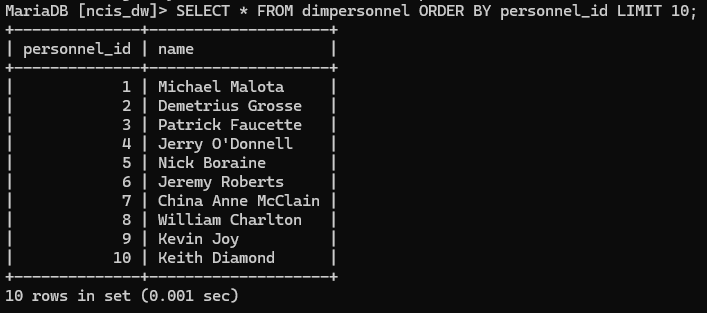 MariaDB [ncis_dw]> SELECT * FROM dimpersonnel ORDER BY personnel_id LIMIT 10;
+--------------+--------------------+
| personnel_id | name               |
+--------------+--------------------+
|            1 | Michael Malota     |
|            2 | Demetrius Grosse   |
|            3 | Patrick Faucette   |
|            4 | Jerry O'Donnell    |
|            5 | Nick Boraine       |
|            6 | Jeremy Roberts     |
|            7 | China Anne McClain |
|            8 | William Charlton   |
|            9 | Kevin Joy          |
|           10 | Keith Diamond      |
+--------------+--------------------+
10 rows in set (0.001 sec)